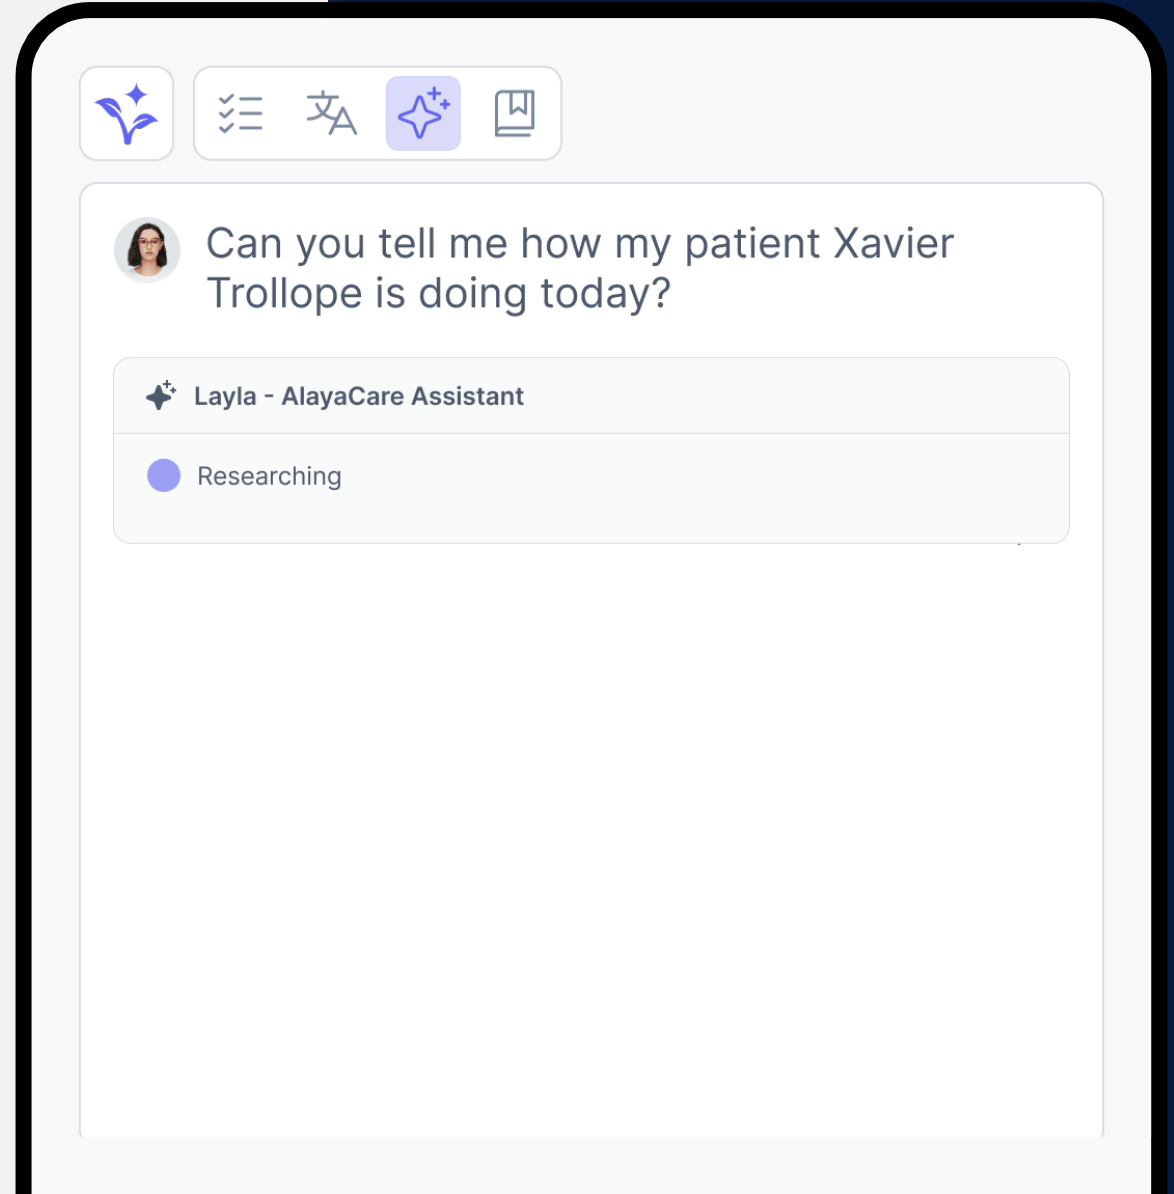 Can you tell me how my patient Xavier
Trollope is doing today?
Layla - AlayaCare Assistant
Researching